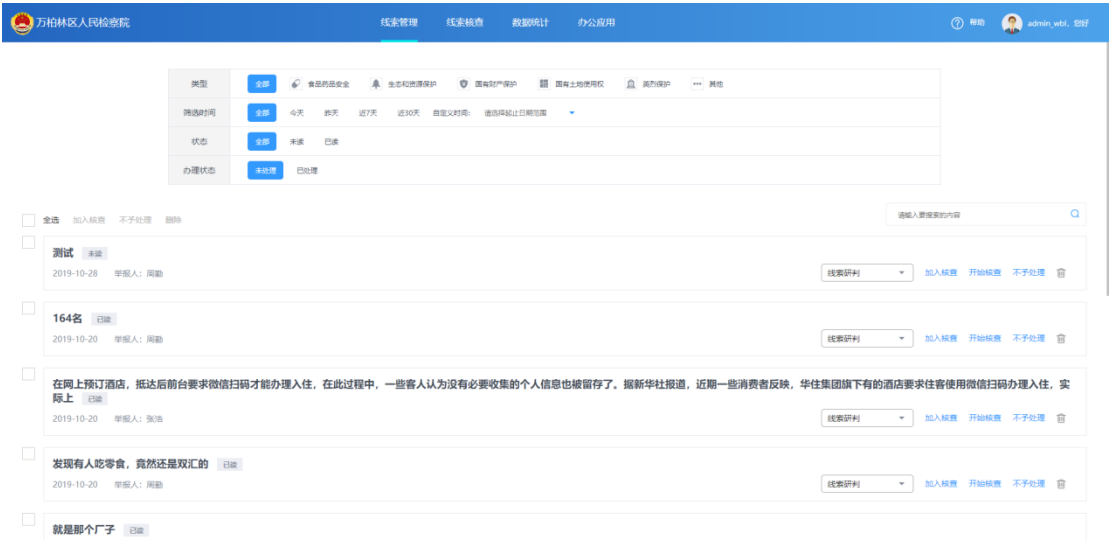 万柏林区人民检察院 线索管理 线索核查 数据统计 办公应用 帮助 admin_wbl, 您好
类型 全部 食品药品安全 生态和资源保护 国有财产保护 国有土地使用权 英烈保护 其他
筛选时间 全部 今天 昨天 近7天 近30天 自定义时间: 请选择起止日期范围
状态 全部 未读 已读
办理状态 未处理 已处理
请输入要搜索的内容
全选 加入核查 不予处理 删除
测试 未读
2019-10-28 举报人: 周勤 线索研判 加入核查 开始核查 不予处理
164名 已读
2019-10-20 举报人: 周勤 线索研判 加入核查 开始核查 不予处理
在网上预订酒店，抵达后前台要求微信扫码才能办理入住，在此过程中，一些客人认为没有必要收集的个人信息也被留存了。据新华社报道，近期一些消费者反映，华住集团旗下有的酒店要求住客使用微信扫码办理入住，实
际上 已读
2019-10-20 举报人: 张浩 线索研判 加入核查 开始核查 不予处理
发现有人吃零食，竟然还是双汇的 已读
2019-10-20 举报人: 周勤 线索研判 加入核查 开始核查 不予处理
就是那个厂子 已读